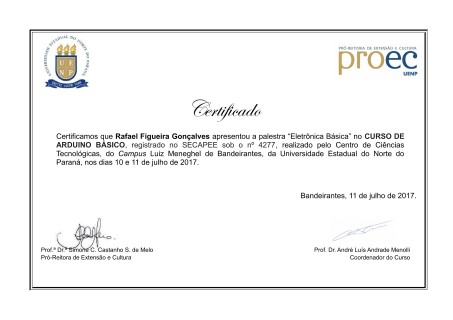 UNIVERSIDADE ESTADUAL DO NORTE DO PARANÁ
UENP
PRÓ-REITORIA DE EXTENSÃO E CULTURA
proec
UENP
Certificado
Certificamos que Rafael Figueira Gonçalves apresentou a palestra “Eletrônica Básica” no CURSO DE
ARDUINO BÁSICO, registrado no SECAPEE sob o nº 4277, realizado pelo Centro de Ciências
Tecnológicas, do Campus Luiz Meneghel de Bandeirantes, da Universidade Estadual do Norte do
Paraná, nos dias 10 e 11 de julho de 2017.
Bandeirantes, 11 de julho de 2017.
Prof.ª Dr.ª Simone C. Castanho S. de Melo
Pró-Reitora de Extensão e Cultura
Prof. Dr. André Luís Andrade Menolli
Coordenador do Curso